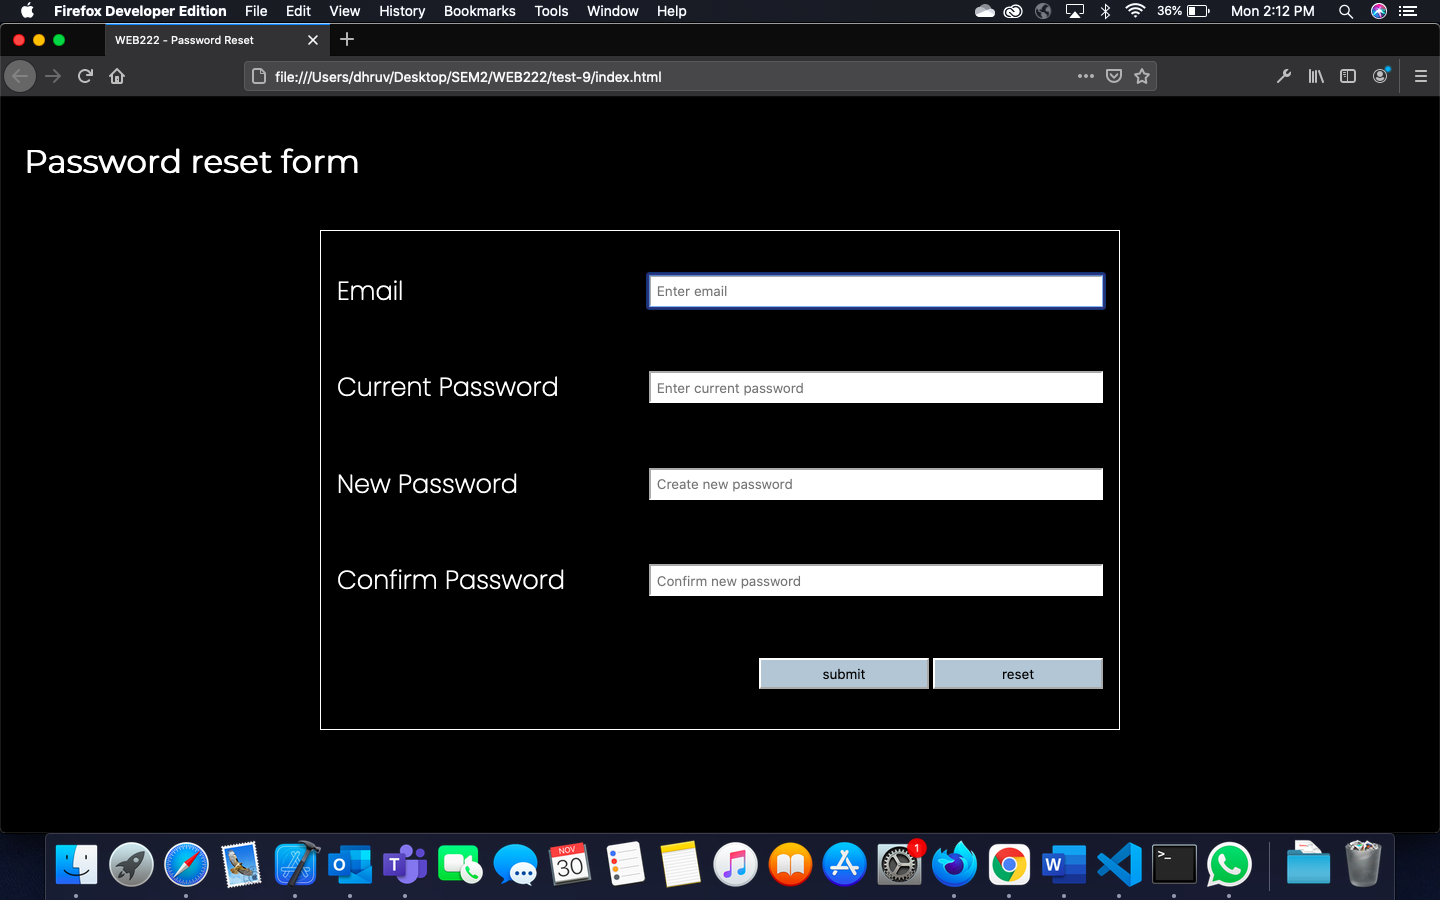 Firefox Developer Edition File Edit View History Bookmarks Tools Window Help 36% Mon 2:12 PM
WEB222 - Password Reset
file:///Users/dhruv/Desktop/SEM2/WEB222/test-9/index.html
Password reset form
Email
Enter email
Current Password
Enter current password
New Password
Create new password
Confirm Password
Confirm new password
submit reset
NOV
30
1
O
T
W
>_